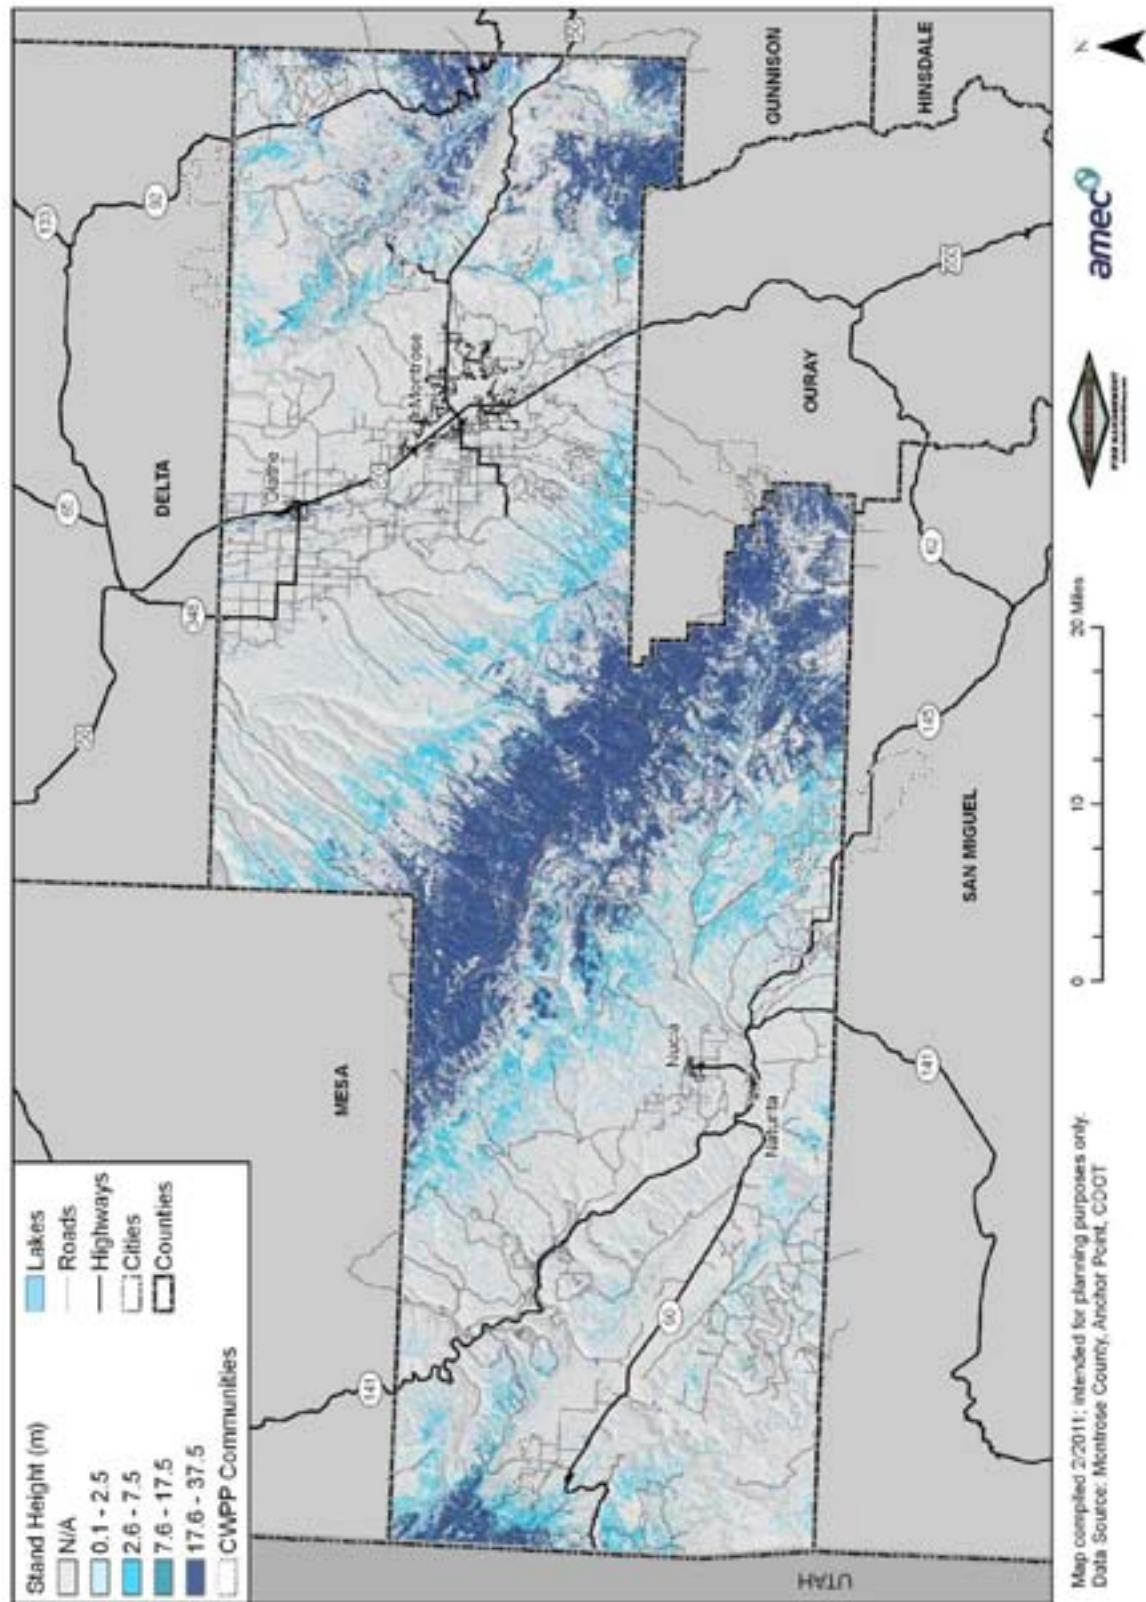 Stand Height (m)
N/A
0.1 - 2.5
2.6 - 7.5
7.6 - 17.5
17.6 - 37.5
CWPP Communities
Lakes
Roads
Highways
Cities
Counties
UTAH
MESA
DELTA
GUNNISON
HINSDALE
OURAY
SAN MIGUEL
Olathe
Montrose
Nucla
Naturita
141
90
141
145
62
348
65
92
133
0
10
20 Miles
N
amec
Map compiled 2/2011; intended for planning purposes only.
Data Source: Montrose County, Anchor Point, CDOT